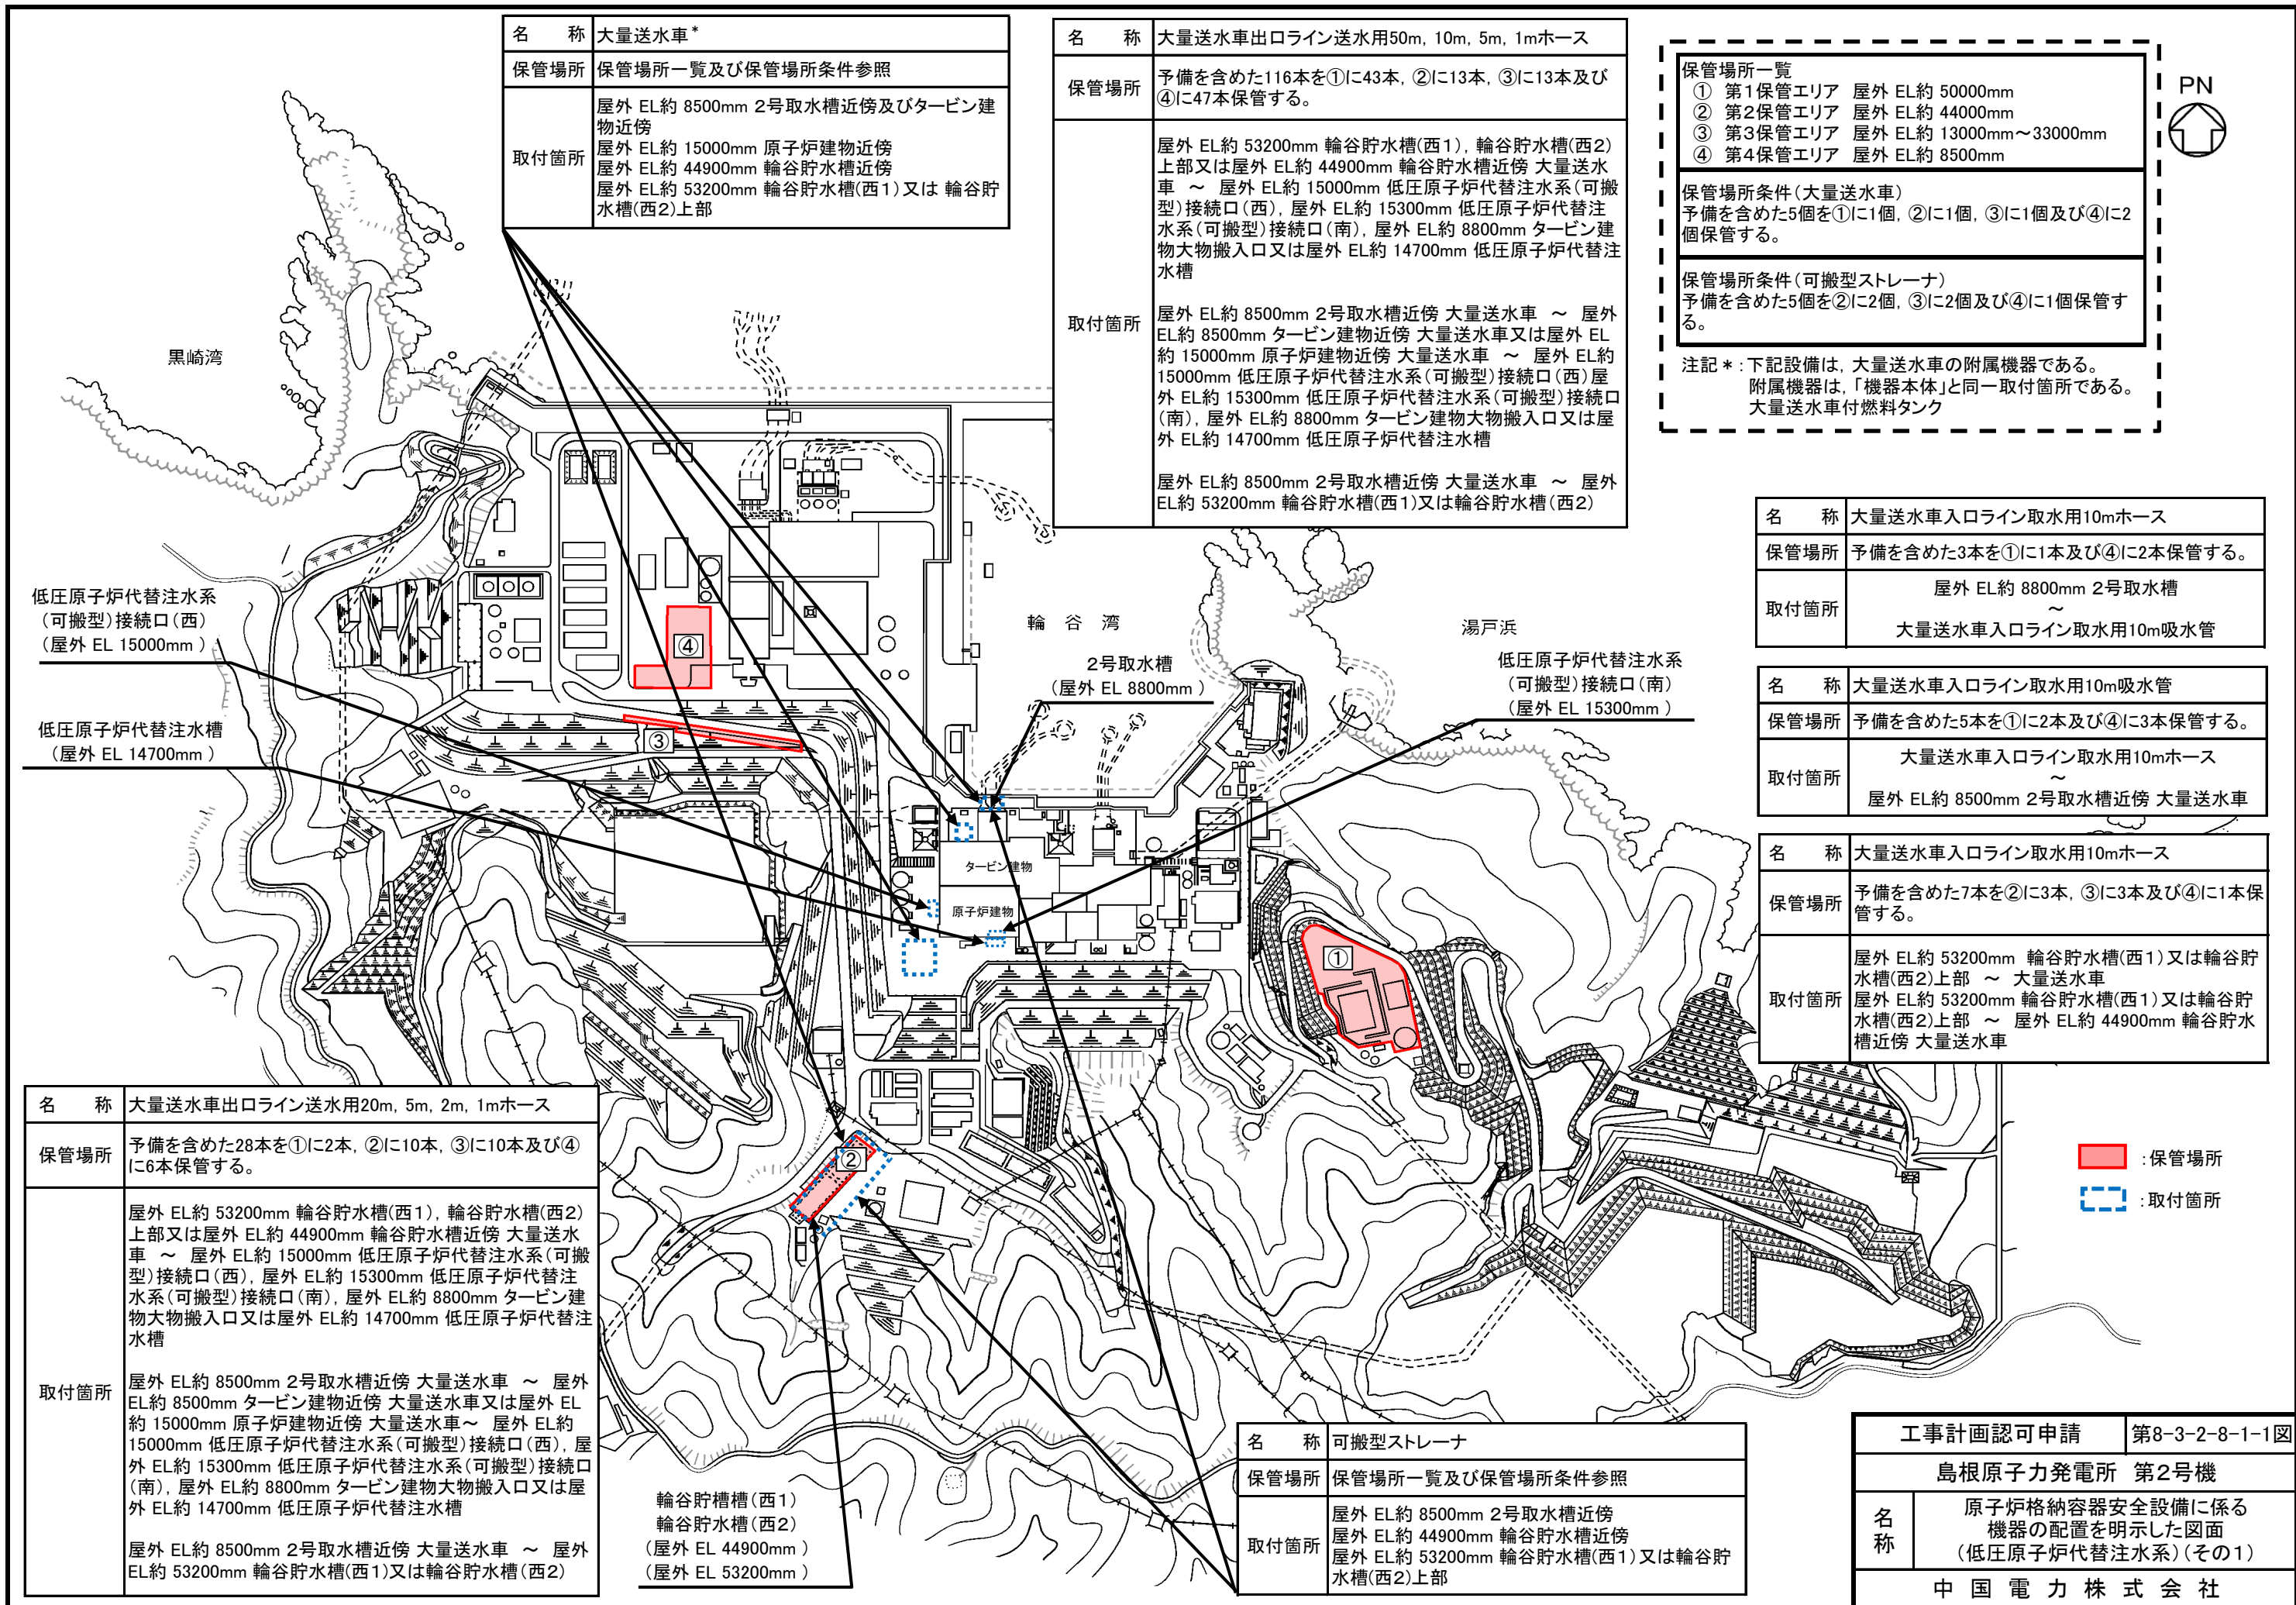 名　称 大量送水車*
保管場所 保管場所一覧及び保管場所条件参照
取付箇所
屋外 EL約 8500mm 2号取水槽近傍及びタービン建
物近傍
屋外 EL約 15000mm 原子炉建物近傍
屋外 EL約 44900mm 輪谷貯水槽近傍
屋外 EL約 53200mm 輪谷貯水槽(西1)又は 輪谷貯
水槽(西2)上部
名　称 大量送水車出口ライン送水用50m, 10m, 5m, 1mホース
保管場所
予備を含めた116本を①に43本, ②に13本, ③に13本及び
④に47本保管する。
取付箇所
屋外 EL約 53200mm 輪谷貯水槽(西1), 輪谷貯水槽(西2)
上部又は屋外 EL約 44900mm 輪谷貯水槽近傍 大量送水
車 ～ 屋外 EL約 15000mm 低圧原子炉代替注水系(可搬
型)接続口(西), 屋外 EL約 15300mm 低圧原子炉代替注
水系(可搬型)接続口(南), 屋外 EL約 8800mm タービン建
物大物搬入口又は屋外 EL約 14700mm 低圧原子炉代替注
水槽
屋外 EL約 8500mm 2号取水槽近傍 大量送水車 ～ 屋外
EL約 8500mm タービン建物近傍 大量送水車又は屋外 EL
約 15000mm 原子炉建物近傍 大量送水車 ～ 屋外 EL約
15000mm 低圧原子炉代替注水系(可搬型)接続口(西)屋
外 EL約 15300mm 低圧原子炉代替注水系(可搬型)接続口
(南), 屋外 EL約 8800mm タービン建物大物搬入口又は屋
外 EL約 14700mm 低圧原子炉代替注水槽
屋外 EL約 8500mm 2号取水槽近傍 大量送水車 ～ 屋外
EL約 53200mm 輪谷貯水槽(西1)又は輪谷貯水槽(西2)
保管場所一覧
① 第1保管エリア 屋外 EL約 50000mm
② 第2保管エリア 屋外 EL約 44000mm
③ 第3保管エリア 屋外 EL約 13000mm～33000mm
④ 第4保管エリア 屋外 EL約 8500mm
保管場所条件(大量送水車)
予備を含めた5個を①に1個, ②に1個, ③に1個及び④に2
個保管する。
保管場所条件(可搬型ストレーナ)
予備を含めた5個を②に2個, ③に2個及び④に1個保管す
る。
注記＊:下記設備は, 大量送水車の附属機器である。
附属機器は,「機器本体」と同一取付箇所である。
大量送水車付燃料タンク
PN
名　称 大量送水車入口ライン取水用10mホース
保管場所 予備を含めた3本を①に1本及び④に2本保管する。
取付箇所
屋外 EL約 8800mm 2号取水槽
～
大量送水車入口ライン取水用10m吸水管
名　称 大量送水車入口ライン取水用10m吸水管
保管場所 予備を含めた5本を①に2本及び④に3本保管する。
取付箇所
大量送水車入口ライン取水用10mホース
～
屋外 EL約 8500mm 2号取水槽近傍 大量送水車
名　称 大量送水車入口ライン取水用10mホース
保管場所
予備を含めた7本を②に3本, ③に3本及び④に1本保
管する。
取付箇所
屋外 EL約 53200mm 輪谷貯水槽(西1)又は輪谷貯
水槽(西2)上部 ～ 大量送水車
屋外 EL約 53200mm 輪谷貯水槽(西1)又は輪谷貯
水槽(西2)上部 ～ 屋外 EL約 44900mm 輪谷貯水
槽近傍 大量送水車
黒崎湾
輪谷湾
湯戸浜
低圧原子炉代替注水系
(可搬型)接続口(西)
(屋外 EL 15000mm )
低圧原子炉代替注水槽
(屋外 EL 14700mm )
2号取水槽
(屋外 EL 8800mm )
低圧原子炉代替注水系
(可搬型)接続口(南)
(屋外 EL 15300mm )
④
③
タービン建物
原子炉建物
①
②
名　称 大量送水車出口ライン送水用20m, 5m, 2m, 1mホース
保管場所
予備を含めた28本を①に2本, ②に10本, ③に10本及び④
に6本保管する。
取付箇所
屋外 EL約 53200mm 輪谷貯水槽(西1), 輪谷貯水槽(西2)
上部又は屋外 EL約 44900mm 輪谷貯水槽近傍 大量送水
車 ～ 屋外 EL約 15000mm 低圧原子炉代替注水系(可搬
型)接続口(西), 屋外 EL約 15300mm 低圧原子炉代替注
水系(可搬型)接続口(南), 屋外 EL約 8800mm タービン建
物大物搬入口又は屋外 EL約 14700mm 低圧原子炉代替注
水槽
屋外 EL約 8500mm 2号取水槽近傍 大量送水車 ～ 屋外
EL約 8500mm タービン建物近傍 大量送水車又は屋外 EL
約 15000mm 原子炉建物近傍 大量送水車～ 屋外 EL約
15000mm 低圧原子炉代替注水系(可搬型)接続口(西), 屋
外 EL約 15300mm 低圧原子炉代替注水系(可搬型)接続口
(南), 屋外 EL約 8800mm タービン建物大物搬入口又は屋
外 EL約 14700mm 低圧原子炉代替注水槽
屋外 EL約 8500mm 2号取水槽近傍 大量送水車 ～ 屋外
EL約 53200mm 輪谷貯水槽(西1)又は輪谷貯水槽(西2)
輪谷貯槽槽(西1)
輪谷貯水槽(西2)
(屋外 EL 44900mm )
(屋外 EL 53200mm )
名　称 可搬型ストレーナ
保管場所 保管場所一覧及び保管場所条件参照
取付箇所
屋外 EL約 8500mm 2号取水槽近傍
屋外 EL約 44900mm 輪谷貯水槽近傍
屋外 EL約 53200mm 輪谷貯水槽(西1)又は輪谷貯
水槽(西2)上部
:保管場所
:取付箇所
工事計画認可申請 第8-3-2-8-1-1図
島根原子力発電所 第2号機
名称
原子炉格納容器安全設備に係る
機器の配置を明示した図面
(低圧原子炉代替注水系)(その1)
中国電力株式会社